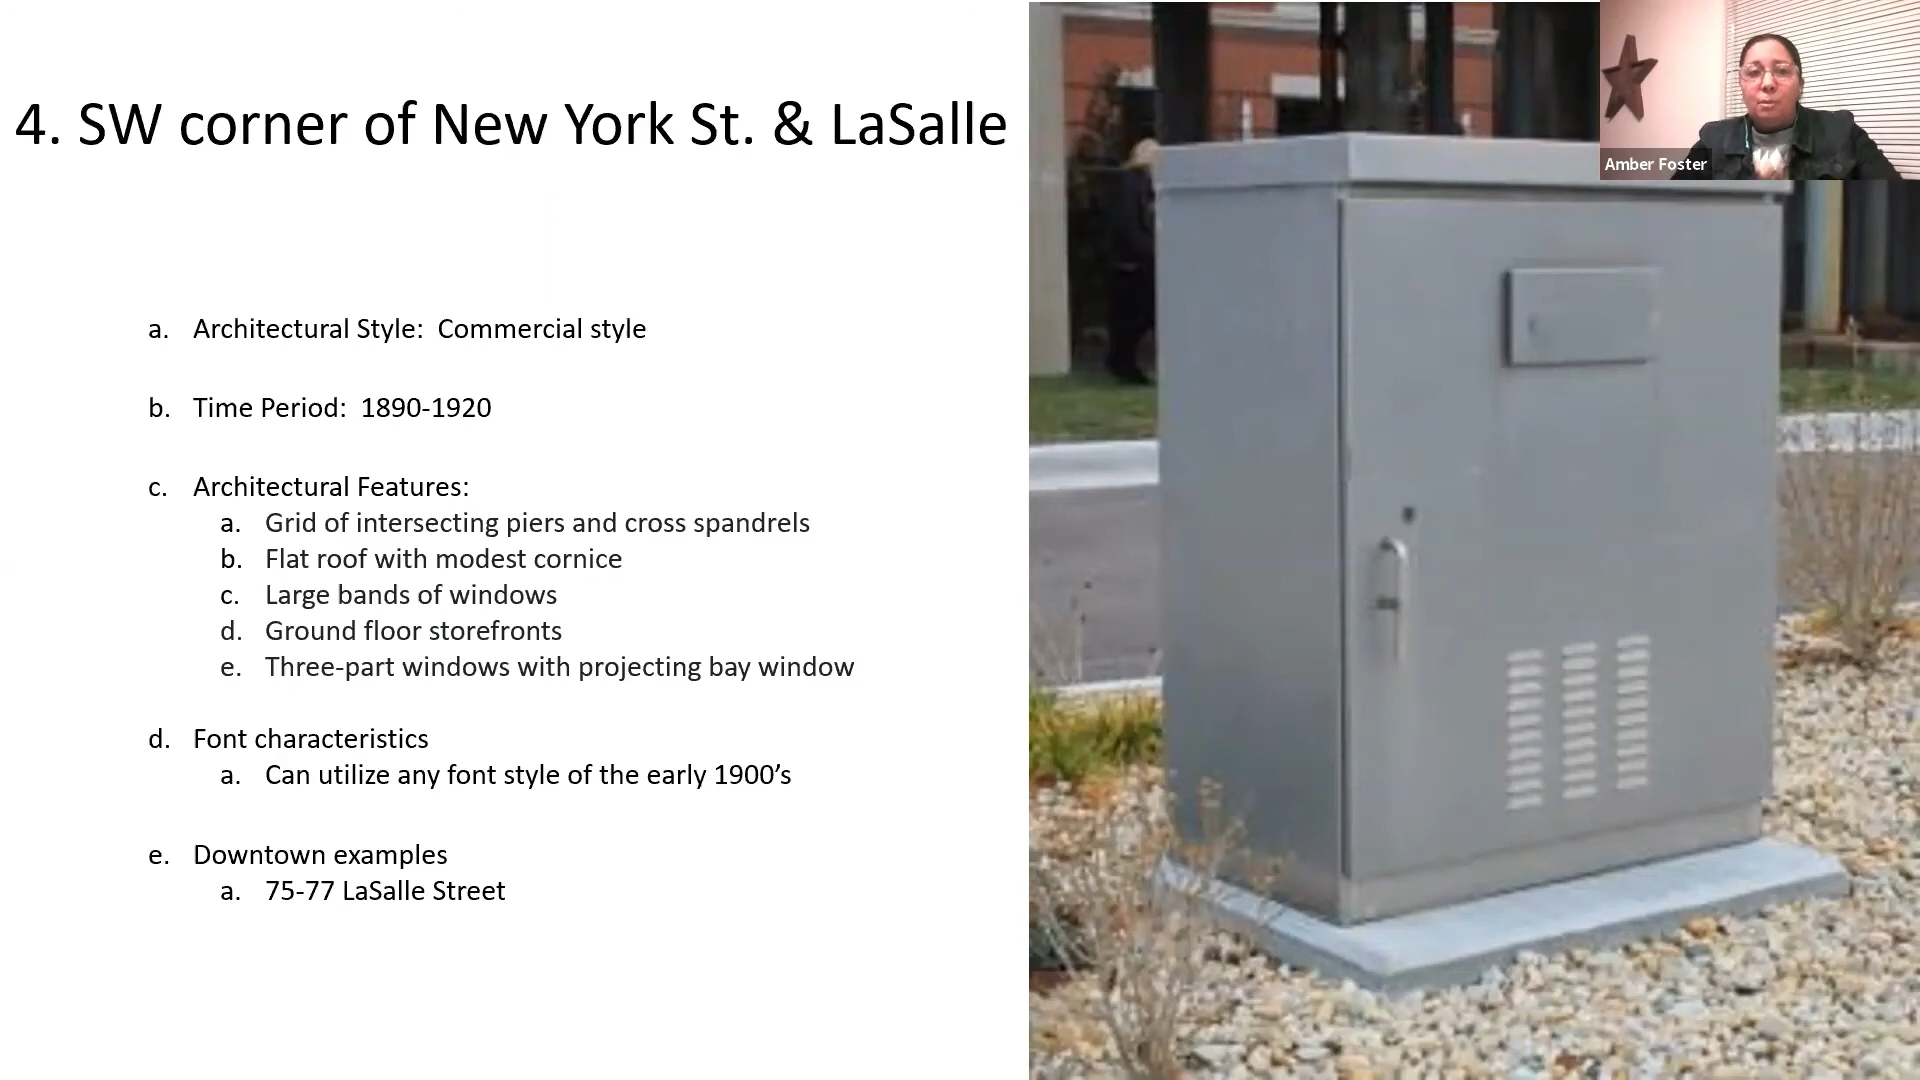 4. SW corner of New York St. & LaSalle
Amber Foster
a. Architectural Style:  Commercial style
b. Time Period:  1890-1920
c. Architectural Features:
a. Grid of intersecting piers and cross spandrels
b. Flat roof with modest cornice
c. Large bands of windows
d. Ground floor storefronts
e. Three-part windows with projecting bay window
d. Font characteristics
a. Can utilize any font style of the early 1900’s
e. Downtown examples
a. 75-77 LaSalle Street